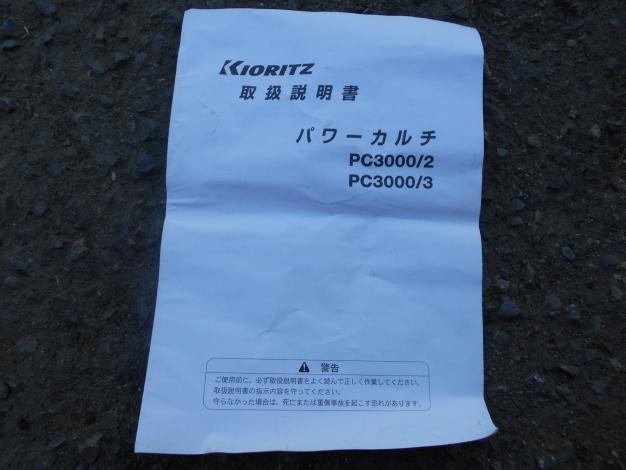 KIORITZ
取扱説明書
パワーカルチ
PC3000/2
PC3000/3
警告
ご使用前に、必ず取扱説明書をよく読んで正しく作業してください。
取扱説明書の指示内容を守ってください。
守らなかった場合は、死亡または重傷事故を起こす恐れがあります。